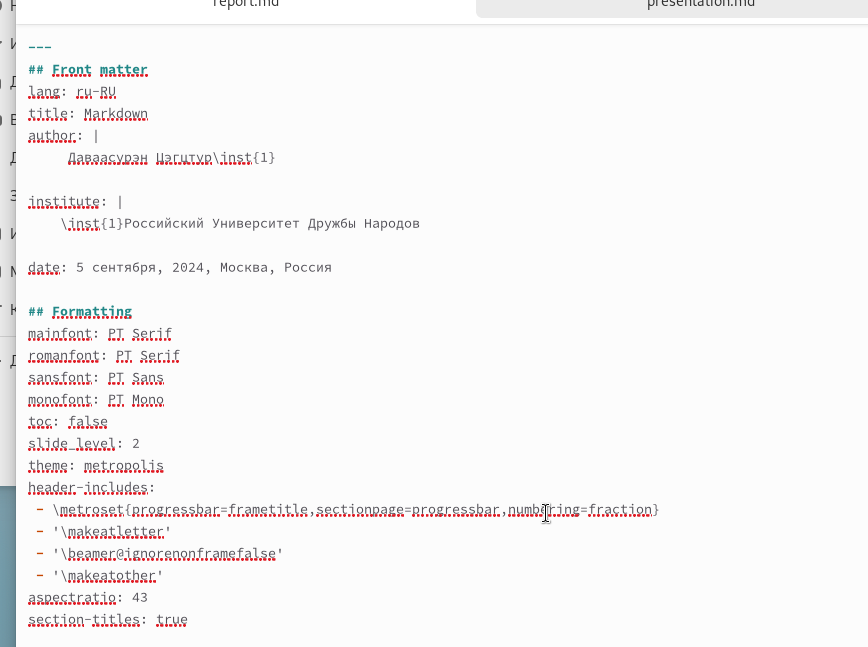 report.md
presentation.md
---
## Front matter
lang: ru-RU
title: Markdown
author: |
Даваасурэн Цэгцтур\inst{1}
institute: |
\inst{1}Российский Университет Дружбы Народов
date: 5 сентября, 2024, Москва, Россия
## Formatting
mainfont: PT Serif
romanfont: PT Serif
sansfont: PT Sans
monofont: PT Mono
toc: false
slide_level: 2
theme: metropolis
header-includes:
- \metroset{progressbar=frametitle,sectionpage=progressbar,numbering=fraction}
- '\makeatletter'
- '\beamer@ignorenonframefalse'
- '\makeatother'
aspectratio: 43
section-titles: true